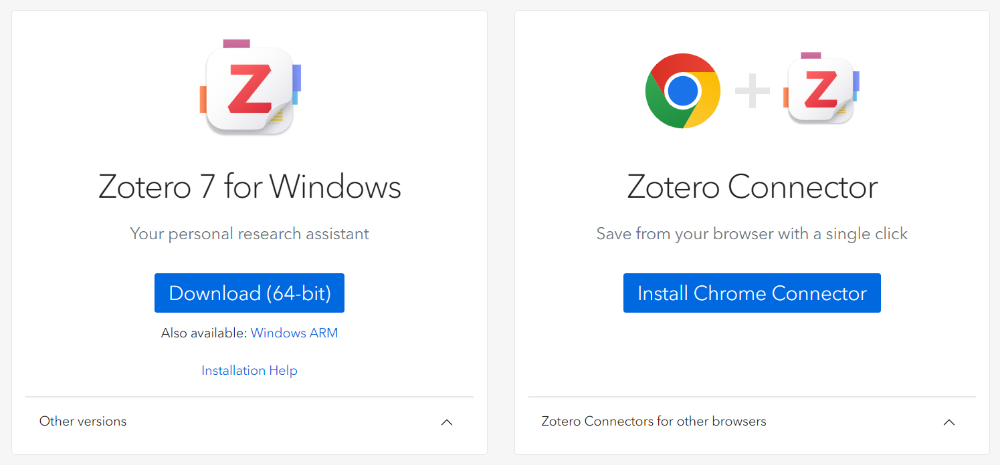 Z
Zotero 7 for Windows
Your personal research assistant
Download (64-bit)
Also available: Windows ARM
Installation Help
Other versions
Z
Zotero Connector
Save from your browser with a single click
Install Chrome Connector
Zotero Connectors for other browsers